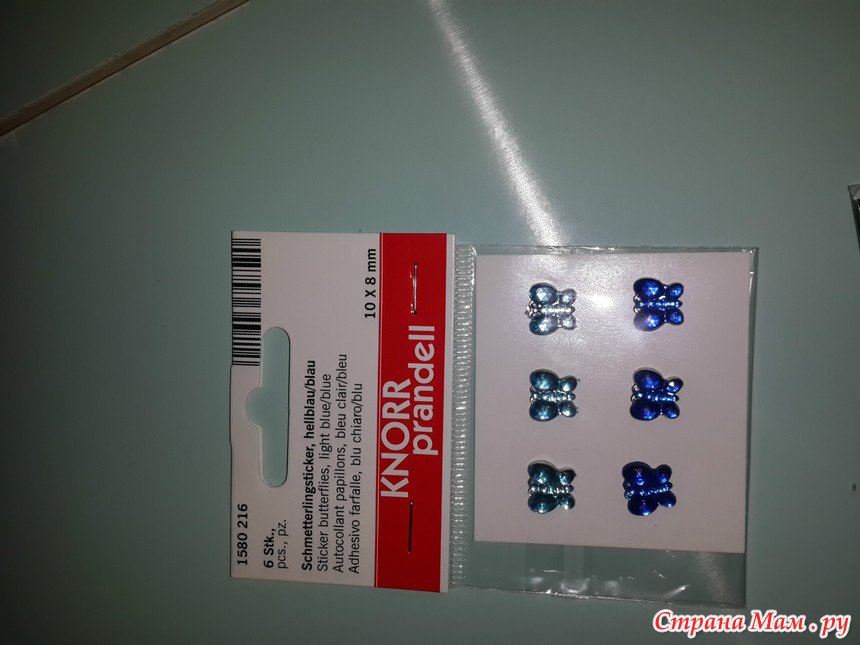 1580 216
6 Stk.,
pcs., pz.
Schmetterlingsticker, hellblau/blau
Sticker butterflies, light blue/blue
Autocollant papillons, bleu clair/bleu
Adhesivo farfalle, blu chiaro/blu
10 X 8 mm
KNORR
prandell
Страна Мам.ру